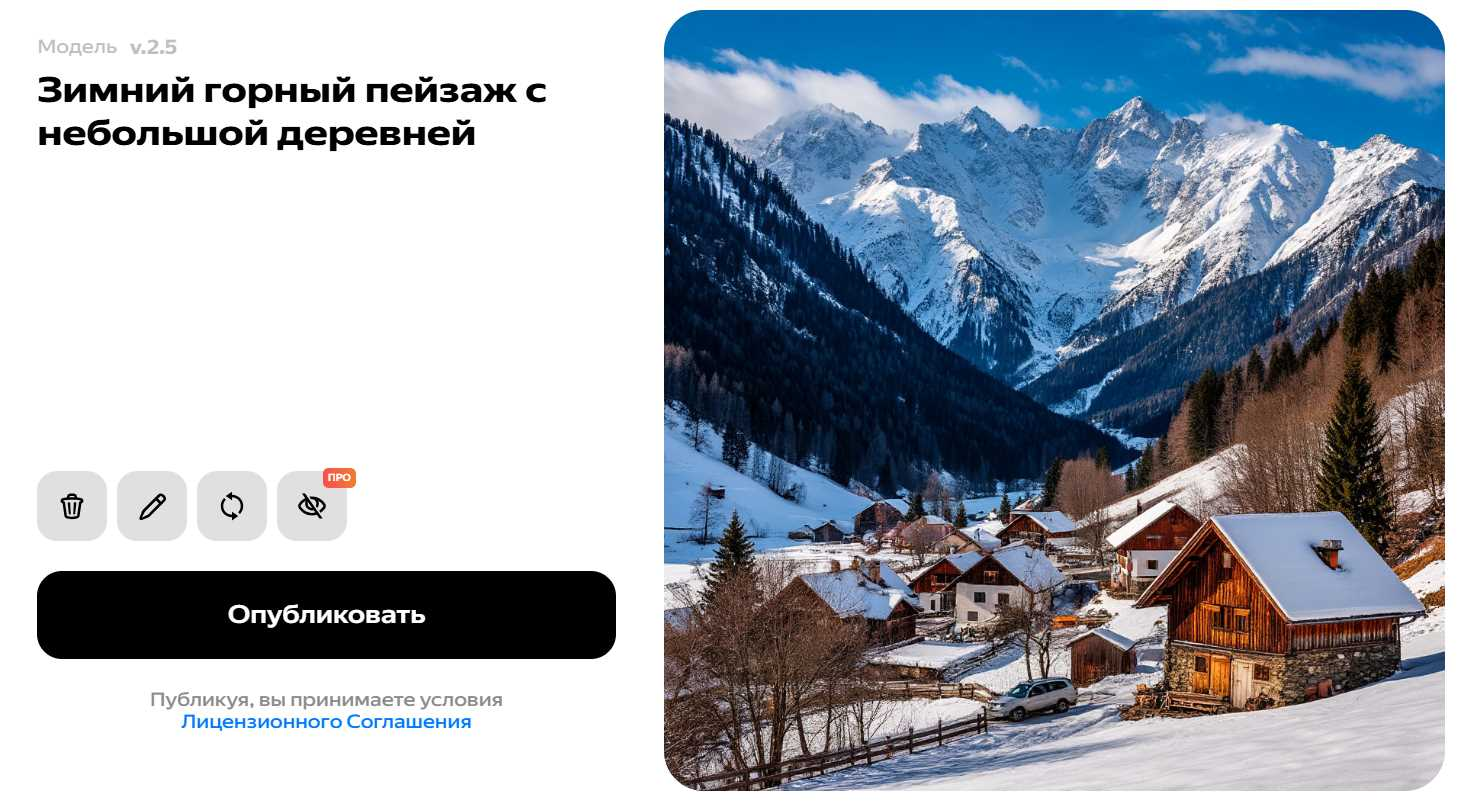 Модель v.2.5
Зимний горный пейзаж с
небольшой деревней
ПРО
Опубликовать
Публикуя, вы принимаете условия
Лицензионного Соглашения